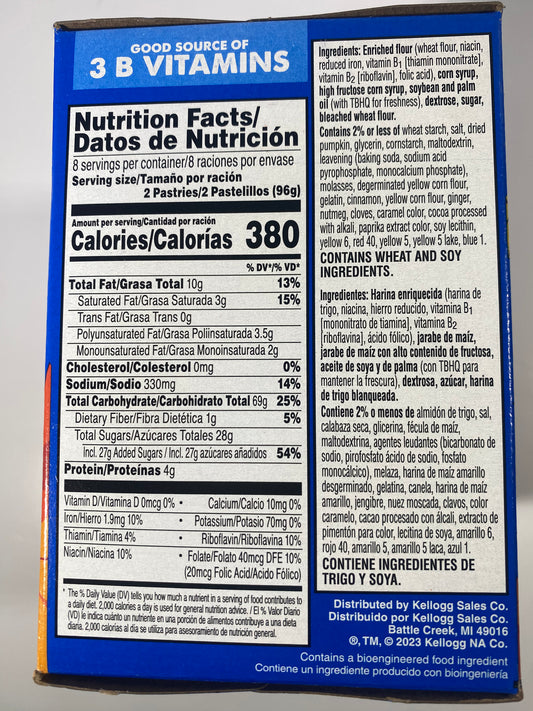 GOOD SOURCE OF
3 B VITAMINS
Nutrition Facts/
Datos de Nutrición
8 servings per container/8 raciones por envase
Serving size/Tamaño por ración
2 Pastries/2 Pastelillos (96g)
Amount per serving/Cantidad por ración
Calories/Calorías 380
% DV*/% VD*
Total Fat/Grasa Total 10g 13%
Saturated Fat/Grasa Saturada 3g 15%
Trans Fat/Grasa Trans 0g
Polyunsaturated Fat/Grasa Poliinsaturada 3.5g
Monounsaturated Fat/Grasa Monoinsaturada 2g
Cholesterol/Colesterol 0mg 0%
Sodium/Sodio 330mg 14%
Total Carbohydrate/Carbohidrato Total 69g 25%
Dietary Fiber/Fibra Dietética 1g 5%
Total Sugars/Azúcares Totales 28g
Incl. 27g Added Sugars / Incl. 27g azúcares añadidos 54%
Protein/Proteínas 4g
Vitamin D/Vitamina D 0mcg 0% • Calcium/Calcio 10mg 0%
Iron/Hierro 1.9mg 10% • Potassium/Potasio 70mg 0%
Thiamin/Tiamina 4% • Riboflavin/Riboflavina 10%
Niacin/Niacina 10% • Folate/Folato 40mcg DFE 10%
(20mcg Folic Acid/Acido Fólico)
* The % Daily Value (DV) tells you how much a nutrient in a serving of food contributes to
a daily diet. 2,000 calories a day is used for general nutrition advice. / El % Valor Diario
(VD) le indica cuánto un nutriente en una porción de alimentos contribuye a una dieta
diaria. 2,000 calorías al día se utiliza para asesoramiento de nutrición general.
Ingredients: Enriched flour (wheat flour, niacin,
reduced iron, vitamin B1 [thiamin mononitrate],
vitamin B2 [riboflavin], folic acid), corn syrup,
high fructose corn syrup, soybean and palm
oil (with TBHQ for freshness), dextrose, sugar,
bleached wheat flour.
Contains 2% or less of wheat starch, salt, dried
pumpkin, glycerin, cornstarch, maltodextrin,
leavening (baking soda, sodium acid
pyrophosphate, monocalcium phosphate),
molasses, degerminated yellow corn flour,
gelatin, cinnamon, yellow corn flour, ginger,
nutmeg, cloves, caramel color, cocoa processed
with alkali, paprika extract color, soy lecithin,
yellow 6, red 40, yellow 5, yellow 5 lake, blue 1.
CONTAINS WHEAT AND SOY
INGREDIENTS.
Ingredientes: Harina enriquecida (harina de
trigo, niacina, hierro reducido, vitamina B1
[mononitrato de tiamina], vitamina B2
[riboflavina], ácido fólico), jarabe de maíz,
jarabe de maíz con alto contenido de fructosa,
aceite de soya y de palma (con TBHQ para
mantener la frescura), dextrosa, azúcar, harina
de trigo blanqueada.
Contiene 2% o menos de almidón de trigo, sal,
calabaza seca, glicerina, fécula de maíz,
maltodextrina, agentes leudantes (bicarbonato de
sodio, pirofosfato ácido de sodio, fosfato
monocálcico), melaza, harina de maíz amarillo
desgerminado, gelatina, canela, harina de maíz
amarillo, jengibre, nuez moscada, clavos, color
caramelo, cacao procesado con álcali, extracto de
pimentón para color, lecitina de soya, amarillo 6,
rojo 40, amarillo 5, amarillo 5 laca, azul 1.
CONTIENE INGREDIENTES DE
TRIGO Y SOYA.
Distributed by Kellogg Sales Co.
Distribuido por Kellogg Sales Co.
Battle Creek, MI 49016
®, TM, © 2023 Kellogg NA Co.
Contains a bioengineered food ingredient
Contiene un ingrediente producido con bioingeniería